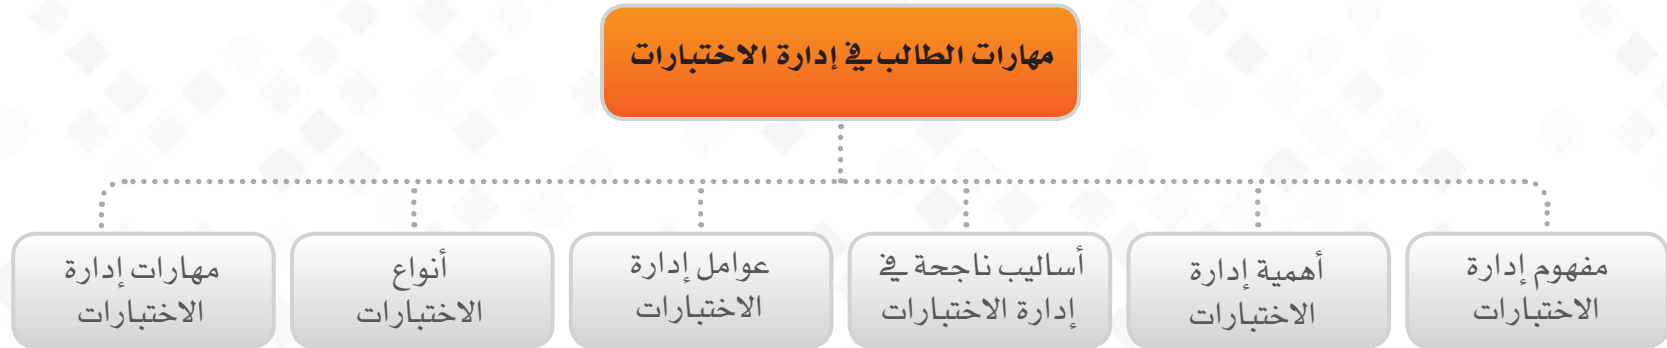 مهارات الطالب في إدارة الاختبارات
مفهوم إدارة
الاختبارات
أهمية إدارة
الاختبارات
أساليب ناجحة في
إدارة الاختبارات
عوامل إدارة
الاختبارات
أنواع
الاختبارات
مهارات إدارة
الاختبارات